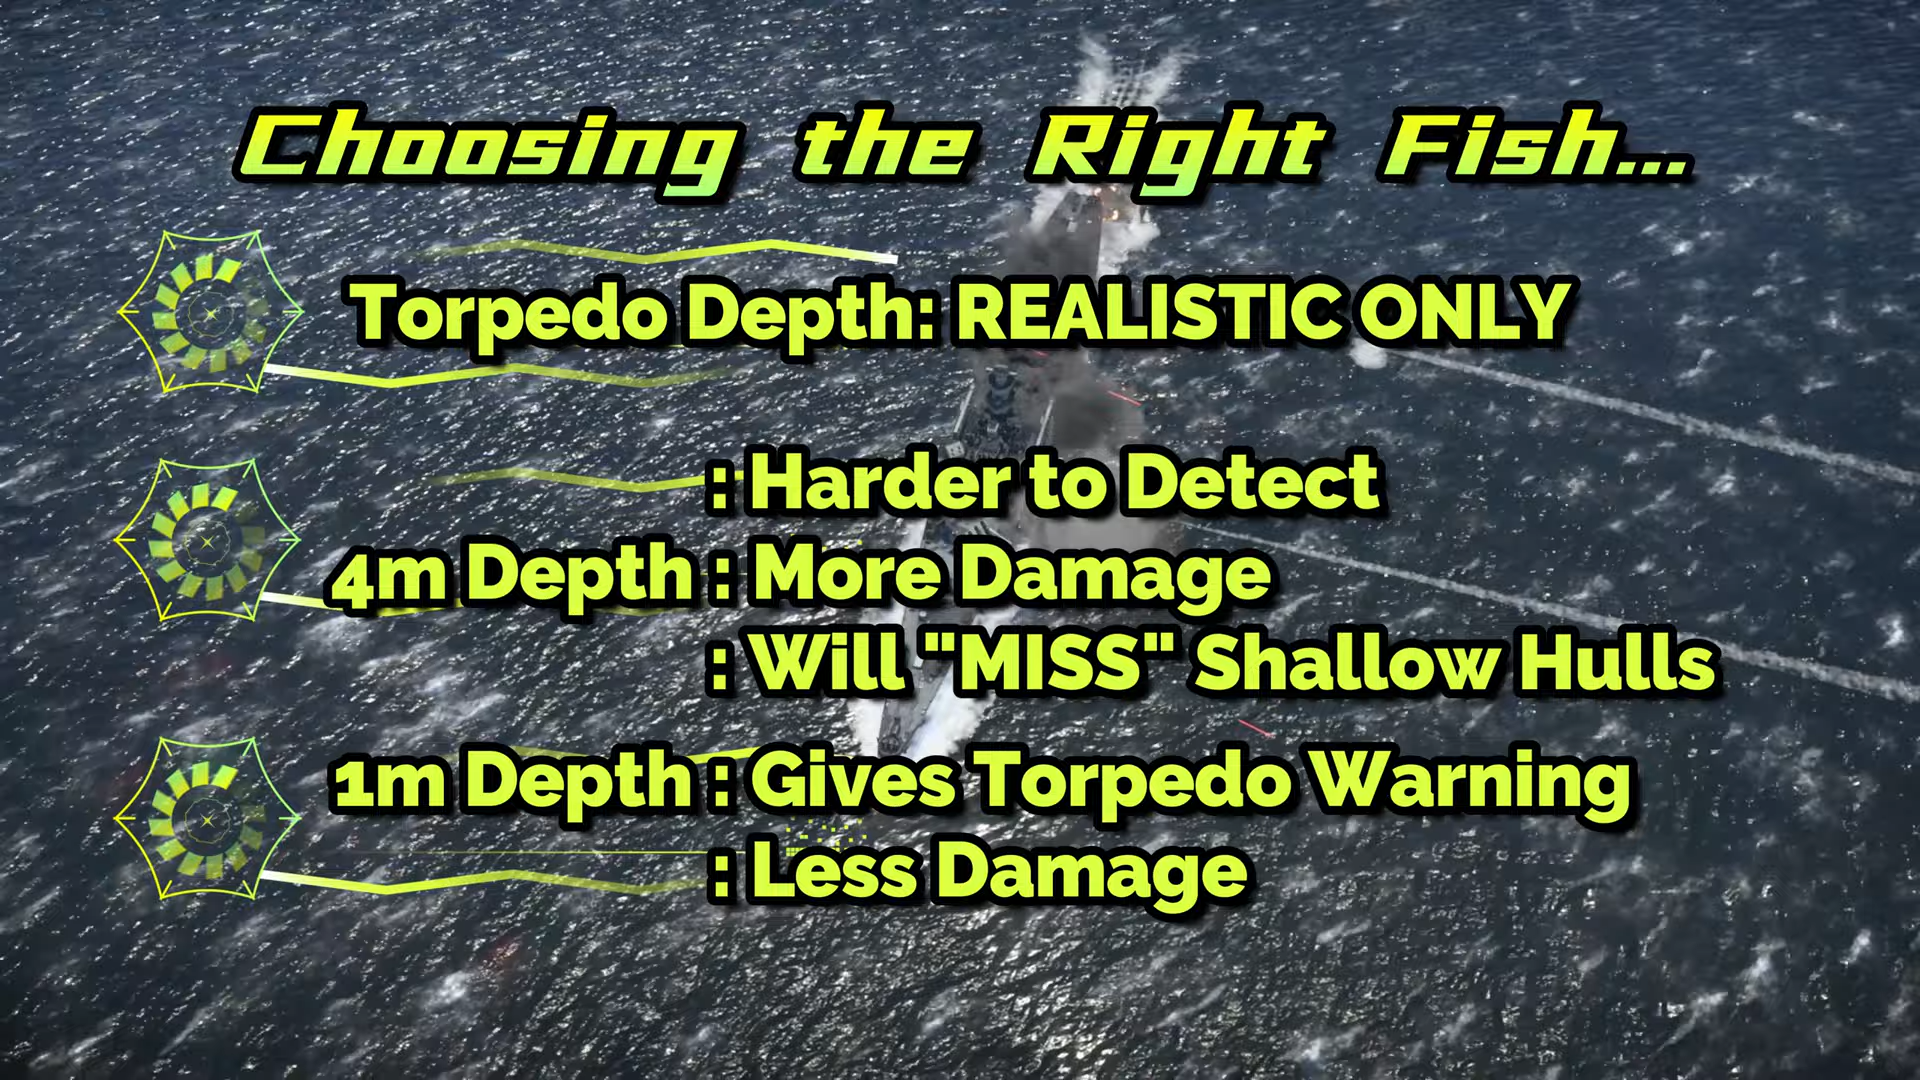 Choosing the Right Fish...
Torpedo Depth: REALISTIC ONLY
: Harder to Detect
4m Depth : More Damage
: Will "MISS" Shallow Hulls
1m Depth : Gives Torpedo Warning
: Less Damage